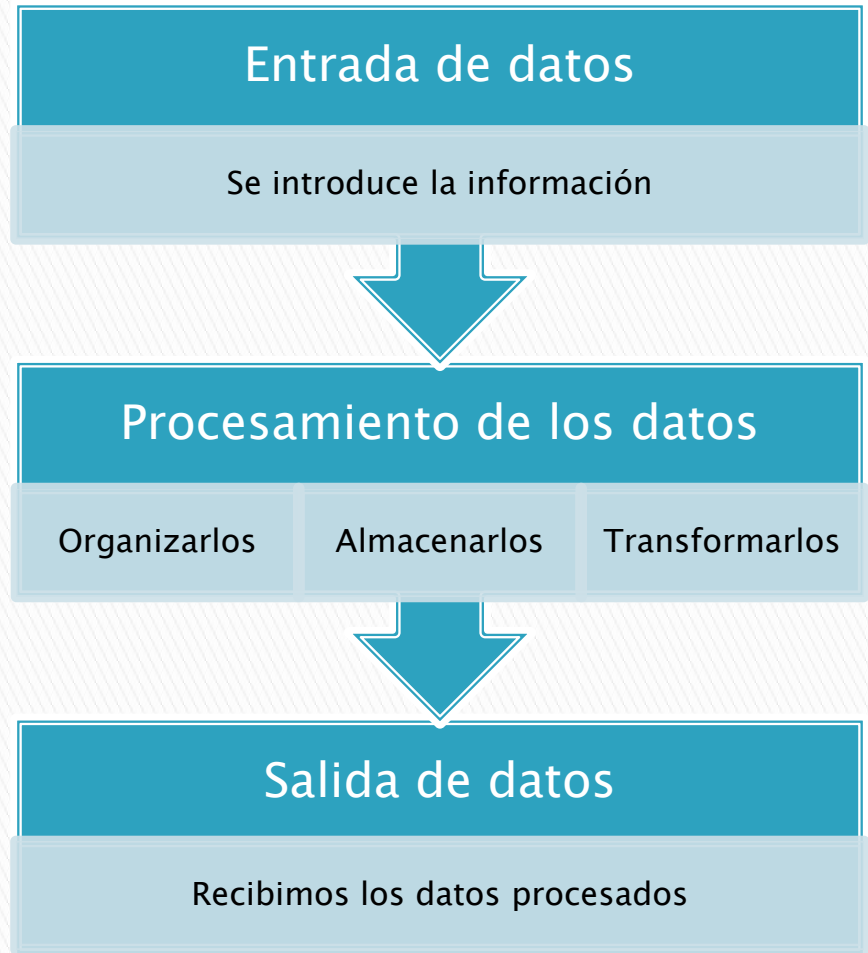 Entrada de datos
Se introduce la información
Procesamiento de los datos
Organizarlos
Almacenarlos
Transformarlos
Salida de datos
Recibimos los datos procesados